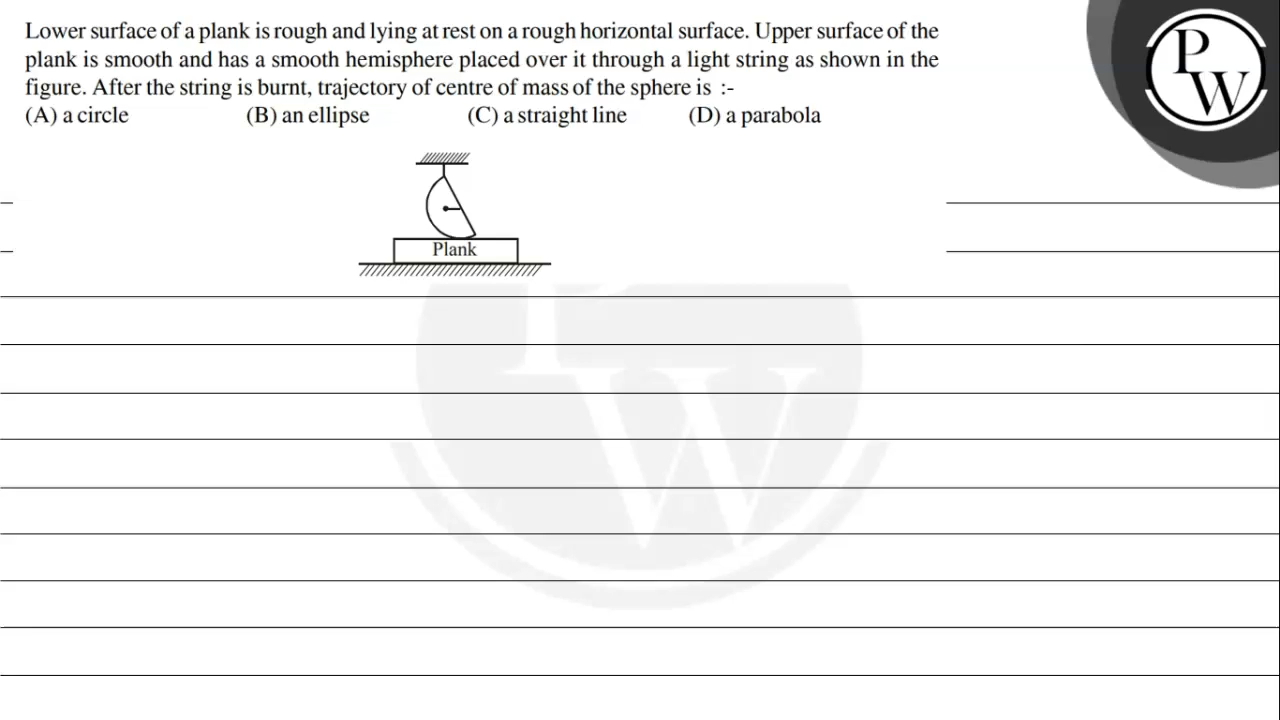 Lower surface of a plank is rough and lying at rest on a rough horizontal surface. Upper surface of the
plank is smooth and has a smooth hemisphere placed over it through a light string as shown in the
figure. After the string is burnt, trajectory of centre of mass of the sphere is :-
(A) a circle (B) an ellipse (C) a straight line (D) a parabola
Plank
P
W